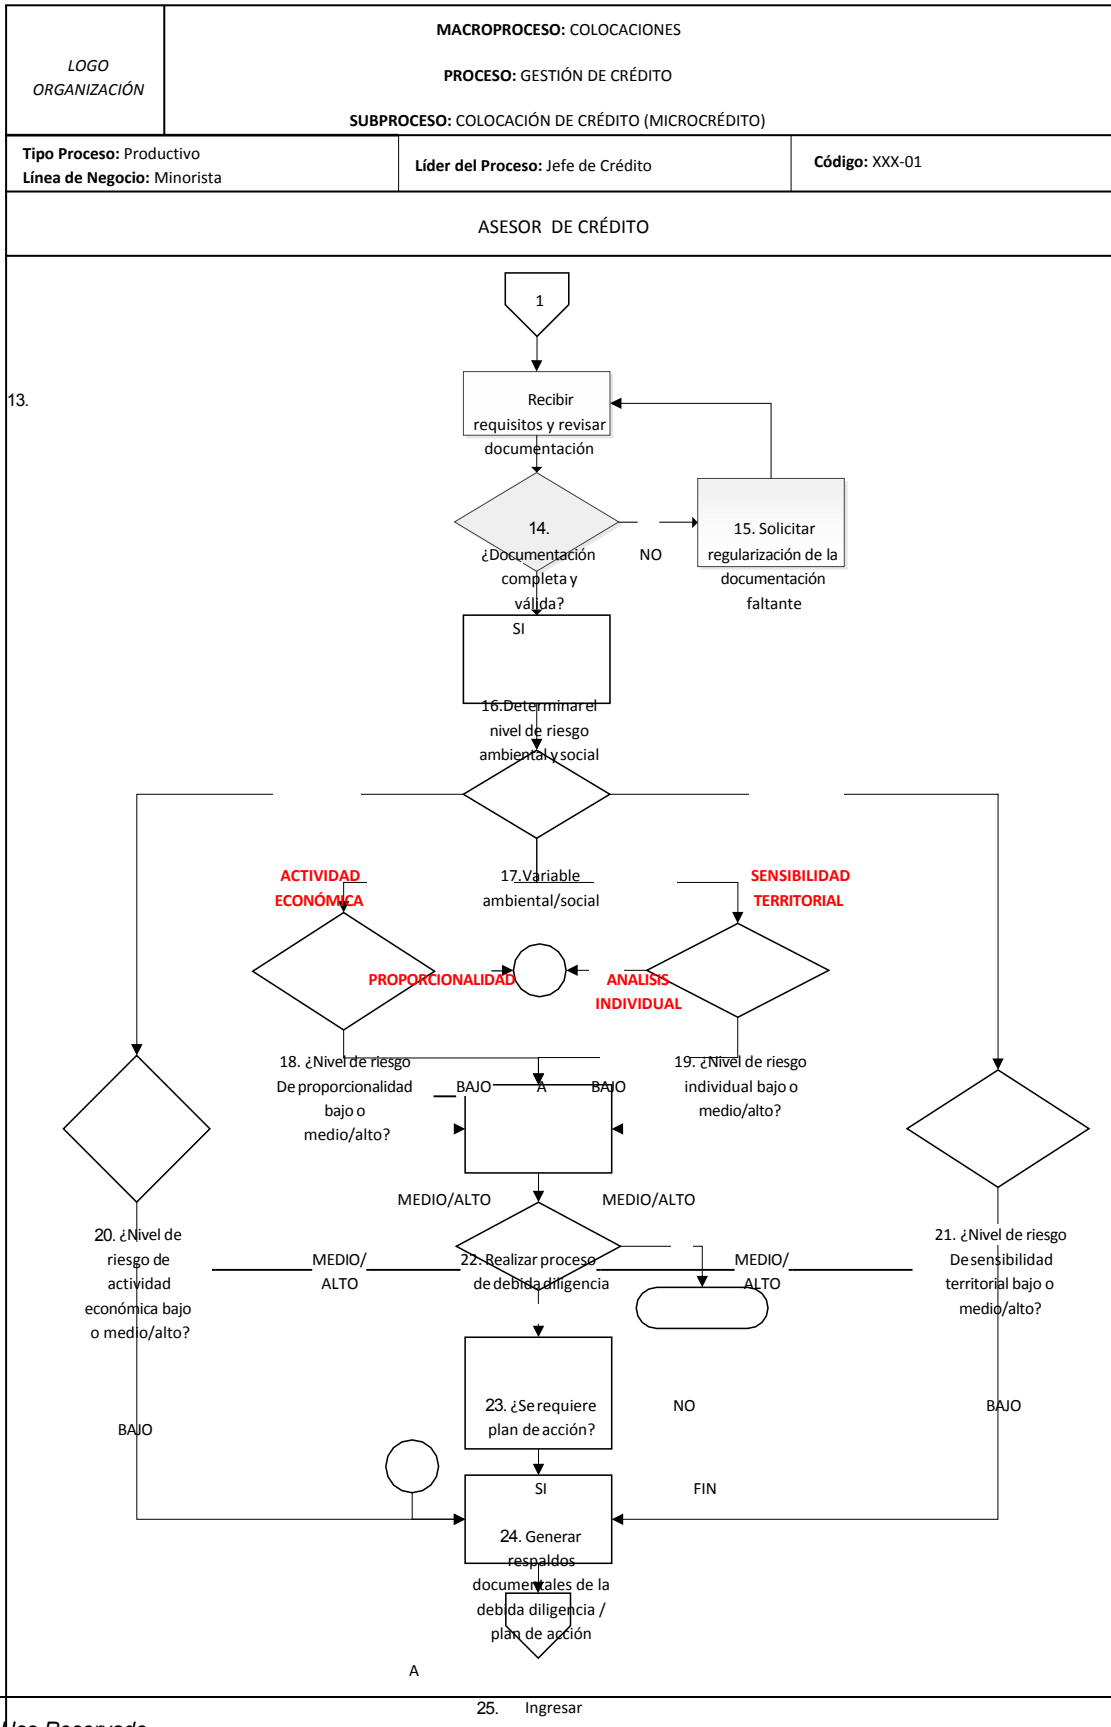 LOGO
ORGANIZACIÓN
MACROPROCESO: COLOCACIONES
PROCESO: GESTIÓN DE CRÉDITO
SUBPROCESO: COLOCACIÓN DE CRÉDITO (MICROCRÉDITO)
Tipo Proceso: Productivo
Línea de Negocio: Minorista
Líder del Proceso: Jefe de Crédito
Código: XXX-01
ASESOR DE CRÉDITO
1
13.
Recibir
requisitos y revisar
documentación
14.
¿Documentación
completa y
válida?
NO
15. Solicitar
regularización de la
documentación
faltante
SI
16.Determinar el
nivel de riesgo
ambiental y social
ACTIVIDAD
ECONÓMICA
17.Variable
ambiental/social
SENSIBILIDAD
TERRITORIAL
PROPORCIONALIDAD
ANALISIS
INDIVIDUAL
18. ¿Nivel de riesgo
De proporcionalidad
bajo o
medio/alto?
BAJO
A
BAJO
19. ¿Nivel de riesgo
individual bajo o
medio/alto?
MEDIO/ALTO
MEDIO/ALTO
20. ¿Nivel de
riesgo de
actividad
económica bajo
o medio/alto?
MEDIO/
ALTO
22. Realizar proceso
de debida diligencia
MEDIO/
ALTO
21. ¿Nivel de riesgo
De sensibilidad
territorial bajo o
medio/alto?
BAJO
23. ¿Se requiere
plan de acción?
NO
BAJO
SI
FIN
24. Generar
respaldos
documentales de la
debida diligencia /
plan de acción
A
25. Ingresar
Uso Reservado